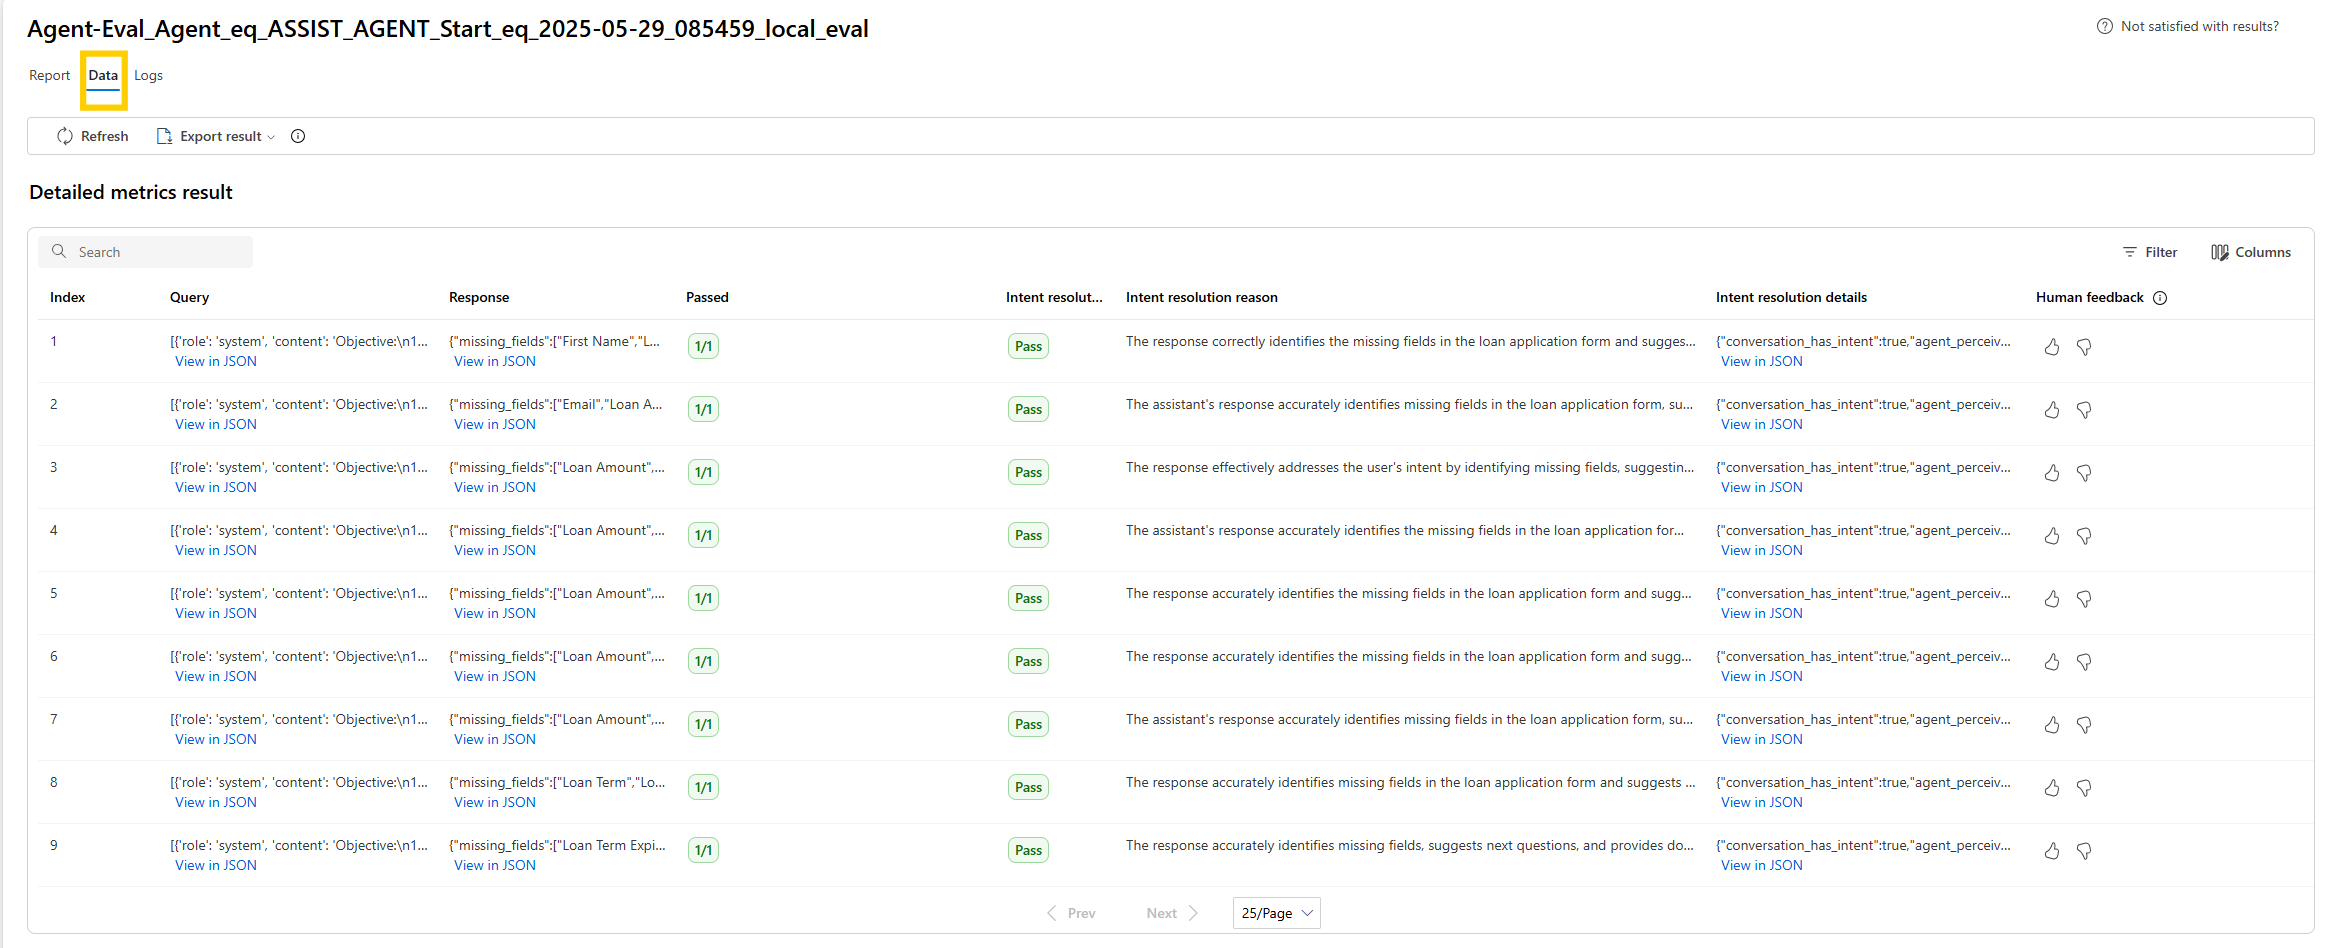 Agent-Eval_Agent_eq_ASSIST_AGENT_Start_eq_2025-05-29_085459_local_eval
Not satisfied with results?
Report Data Logs
Refresh Export result
Detailed metrics result
Search Filter Columns
Index Query Response Passed Intent resolut... Intent resolution reason Intent resolution details Human feedback
1 [{'role': 'system', 'content': 'Objective:\n1... {"missing_fields":["First Name","L... 1/1 Pass The response correctly identifies the missing fields in the loan application form and sugges... {"conversation_has_intent":true,"agent_perceiv...
View in JSON View in JSON View in JSON
2 [{'role': 'system', 'content': 'Objective:\n1... {"missing_fields":["Email","Loan A... 1/1 Pass The assistant's response accurately identifies missing fields in the loan application form, su... {"conversation_has_intent":true,"agent_perceiv...
View in JSON View in JSON View in JSON
3 [{'role': 'system', 'content': 'Objective:\n1... {"missing_fields":["Loan Amount",... 1/1 Pass The response effectively addresses the user's intent by identifying missing fields, suggestin... {"conversation_has_intent":true,"agent_perceiv...
View in JSON View in JSON View in JSON
4 [{'role': 'system', 'content': 'Objective:\n1... {"missing_fields":["Loan Amount",... 1/1 Pass The assistant's response accurately identifies the missing fields in the loan application for... {"conversation_has_intent":true,"agent_perceiv...
View in JSON View in JSON View in JSON
5 [{'role': 'system', 'content': 'Objective:\n1... {"missing_fields":["Loan Amount",... 1/1 Pass The response accurately identifies the missing fields in the loan application form and sugg... {"conversation_has_intent":true,"agent_perceiv...
View in JSON View in JSON View in JSON
6 [{'role': 'system', 'content': 'Objective:\n1... {"missing_fields":["Loan Amount",... 1/1 Pass The response accurately identifies the missing fields in the loan application form and sugg... {"conversation_has_intent":true,"agent_perceiv...
View in JSON View in JSON View in JSON
7 [{'role': 'system', 'content': 'Objective:\n1... {"missing_fields":["Loan Amount",... 1/1 Pass The assistant's response accurately identifies missing fields in the loan application form, su... {"conversation_has_intent":true,"agent_perceiv...
View in JSON View in JSON View in JSON
8 [{'role': 'system', 'content': 'Objective:\n1... {"missing_fields":["Loan Term","Lo... 1/1 Pass The response accurately identifies missing fields in the loan application form and suggests ... {"conversation_has_intent":true,"agent_perceiv...
View in JSON View in JSON View in JSON
9 [{'role': 'system', 'content': 'Objective:\n1... {"missing_fields":["Loan Term Expi... 1/1 Pass The response accurately identifies missing fields, suggests next questions, and provides do... {"conversation_has_intent":true,"agent_perceiv...
View in JSON View in JSON View in JSON
Prev Next 25/Page